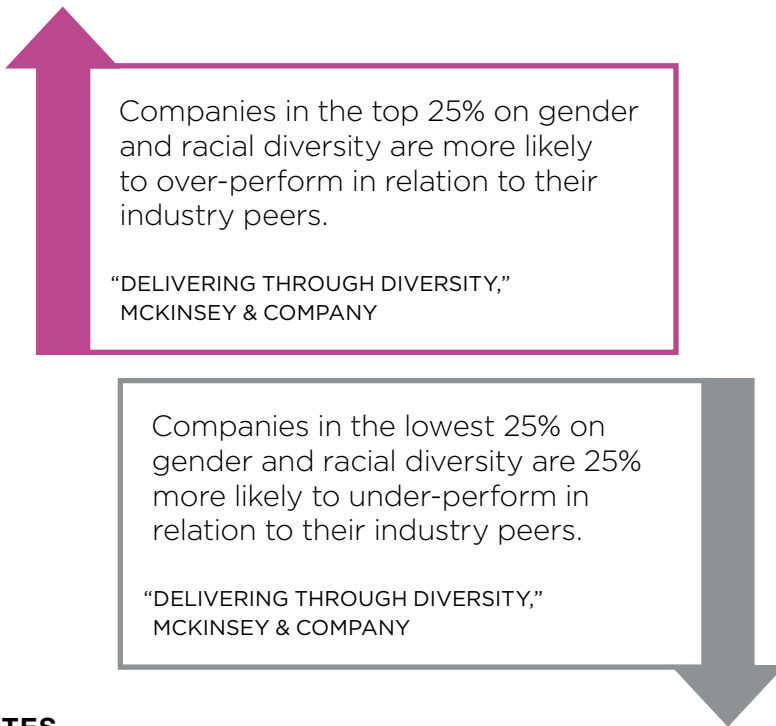 Companies in the top 25% on gender
and racial diversity are more likely
to over-perform in relation to their
industry peers.
“DELIVERING THROUGH DIVERSITY,”
MCKINSEY & COMPANY
Companies in the lowest 25% on
gender and racial diversity are 25%
more likely to under-perform in
relation to their industry peers.
“DELIVERING THROUGH DIVERSITY,”
MCKINSEY & COMPANY
TES